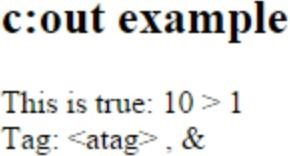 c:out example
This is true: 10 > 1
Tag: <atag> , &